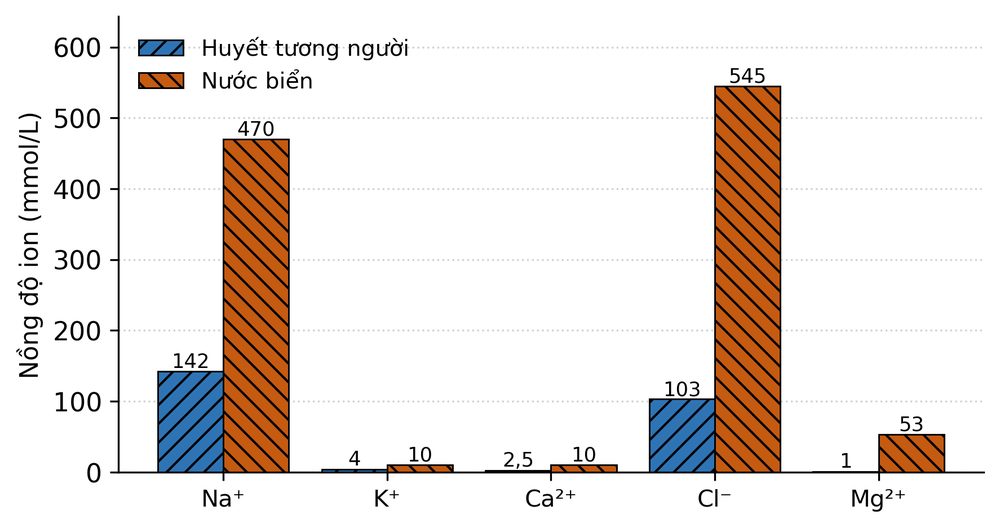 Huyết tương người
Nước biển
Nồng độ ion (mmol/L)
600
500
400
300
200
100
0
142
470
4
10
2,5
10
103
545
1
53
Na⁺
K⁺
Ca²⁺
Cl⁻
Mg²⁺